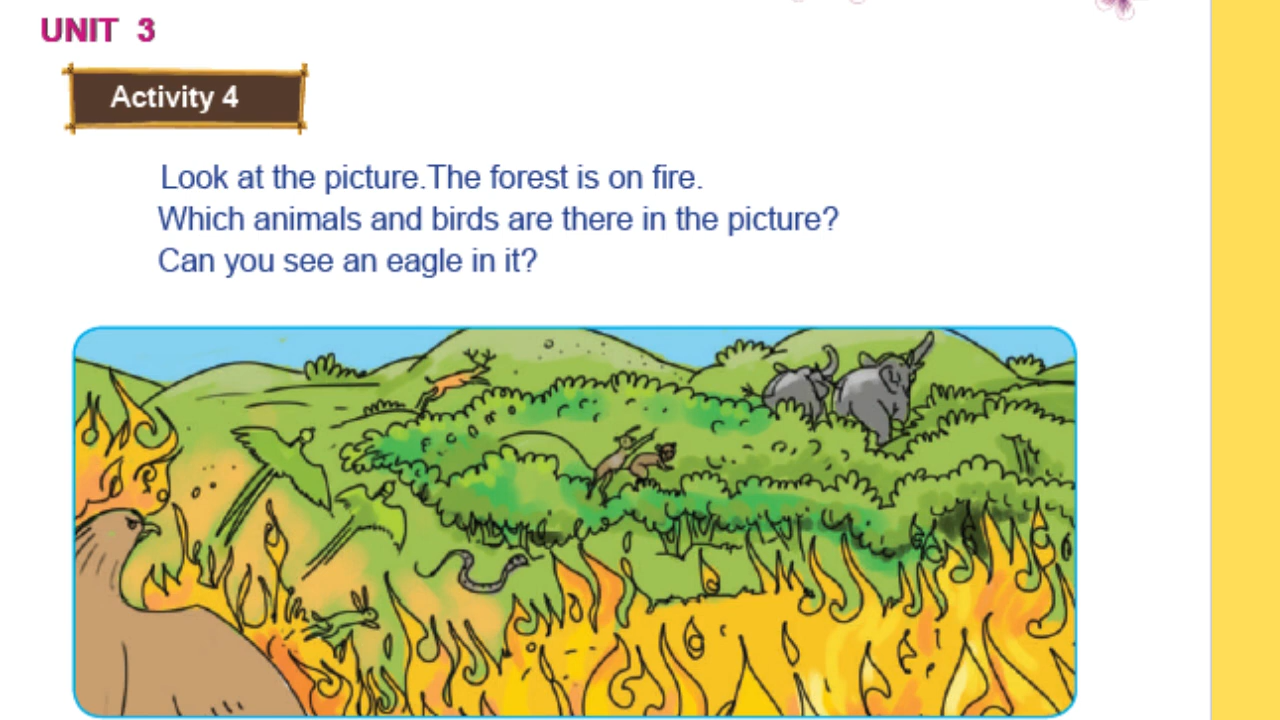 UNIT 3
Activity 4
Look at the picture.The forest is on fire.
Which animals and birds are there in the picture?
Can you see an eagle in it?